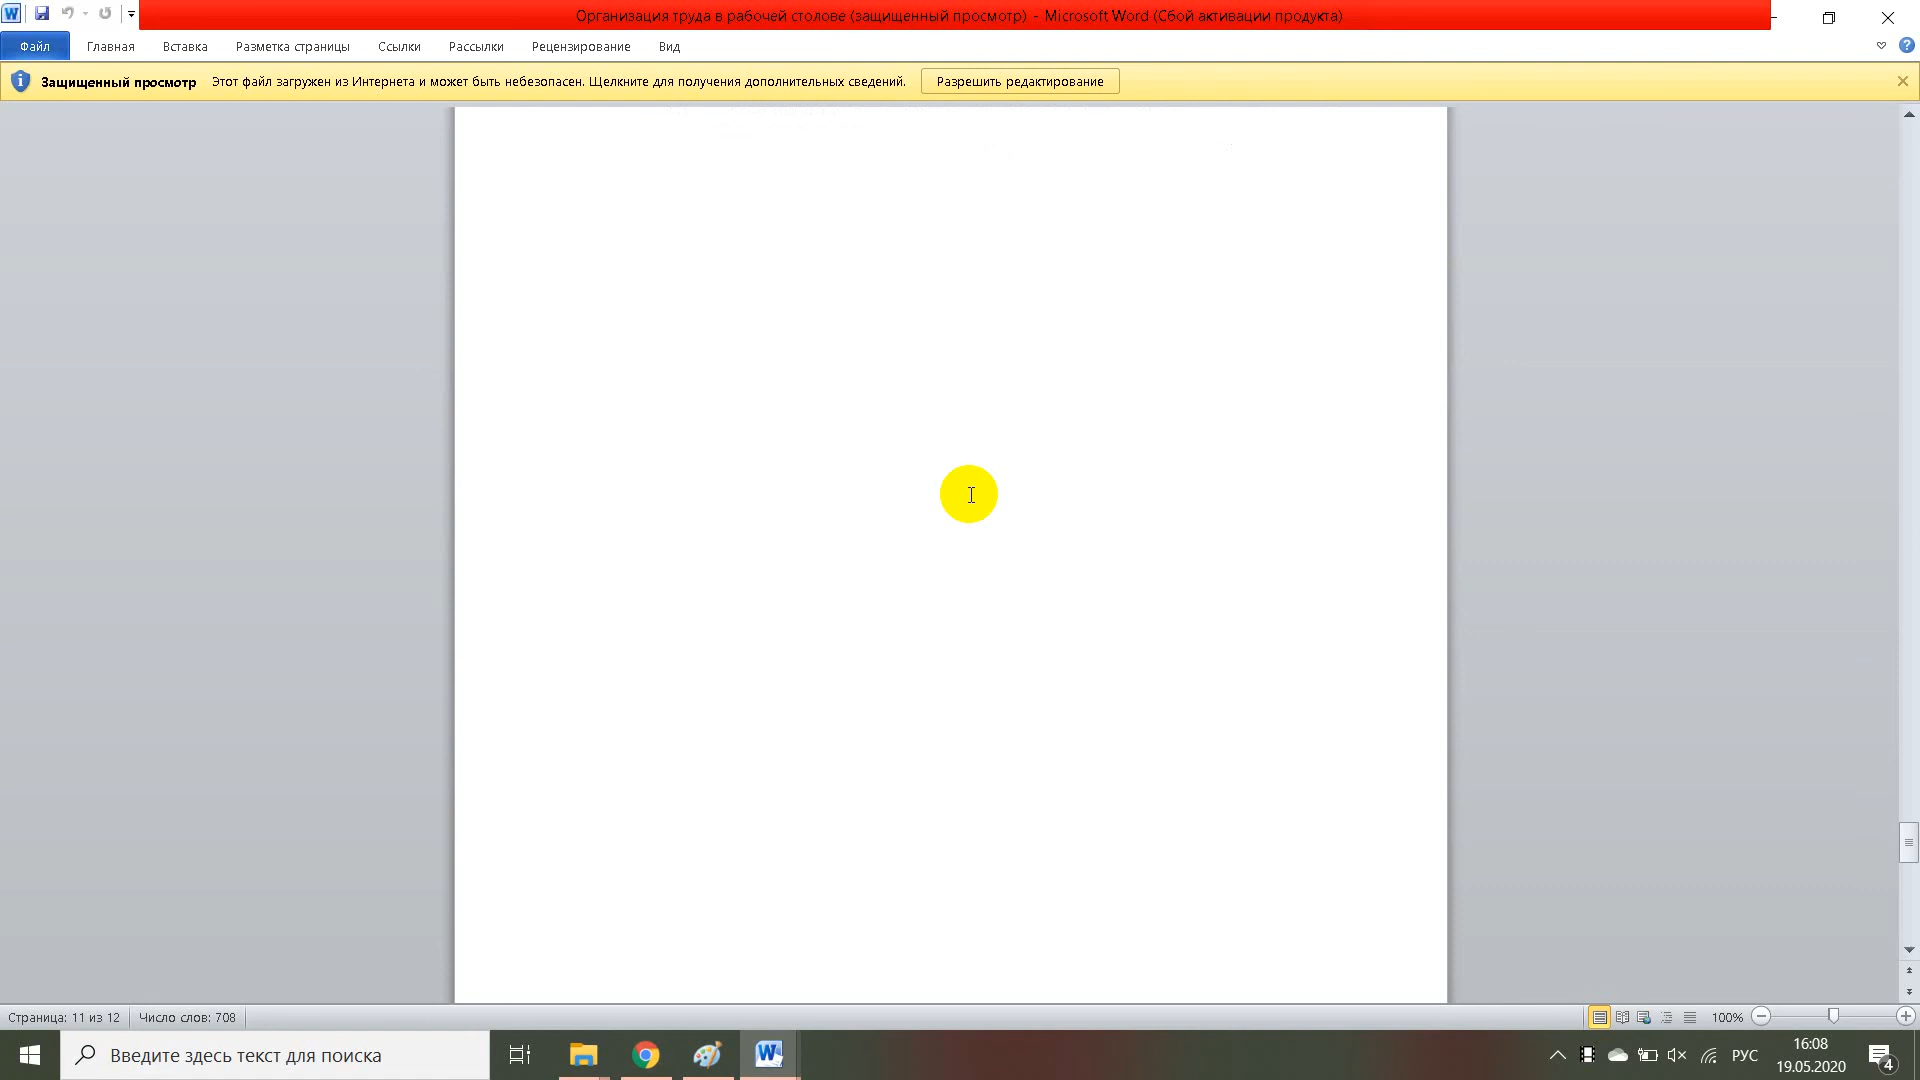 Организация труда в рабочей столове (защищенный просмотр) - Microsoft Word (Сбой активации продукта)
Файл Главная Вставка Разметка страницы Ссылки Рассылки Рецензирование Вид
Защищенный просмотр Этот файл загружен из Интернета и может быть небезопасен. Щелкните для получения дополнительных сведений. Разрешить редактирование
Страница: 11 из 12 Число слов: 708 100%
Введите здесь текст для поиска РУС 16:08
19.05.2020 4